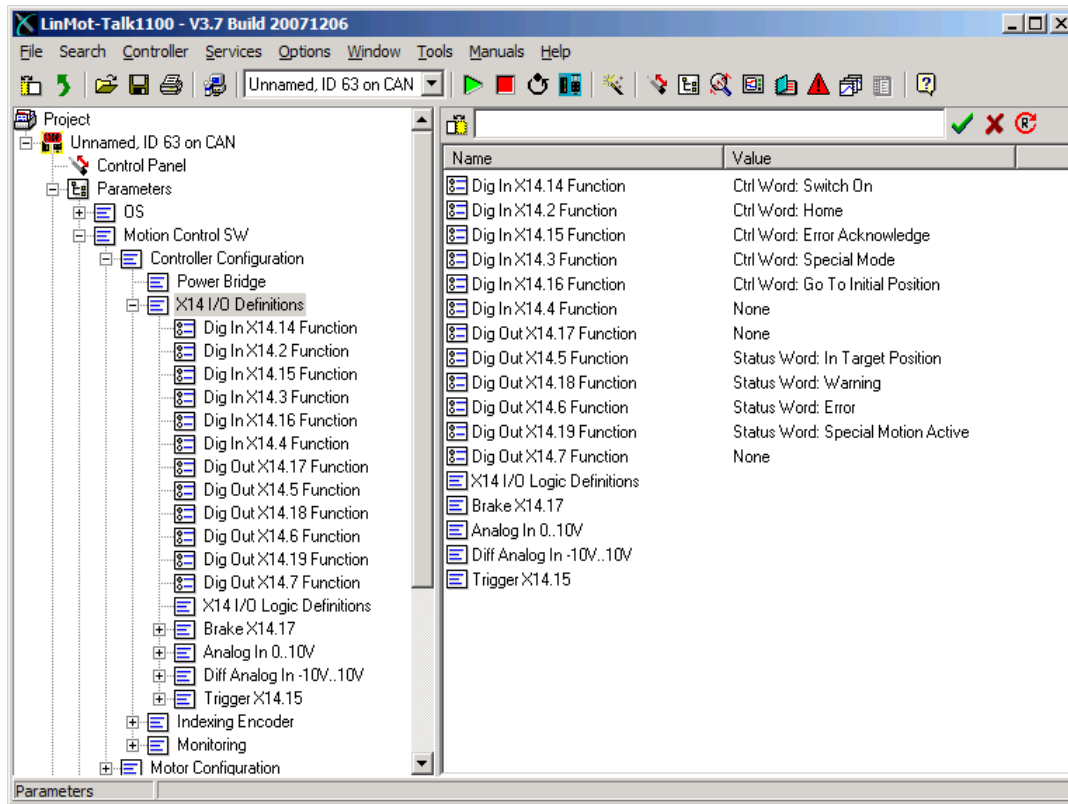 LinMot-Talk1100 - V3.7 Build 20071206
File Search Controller Services Options Window Tools Manuals Help
Unnamed, ID 63 on CAN
Project
Unnamed, ID 63 on CAN
Control Panel
Parameters
OS
Motion Control SW
Controller Configuration
Power Bridge
X14 I/O Definitions
Dig In X14.14 Function
Dig In X14.2 Function
Dig In X14.15 Function
Dig In X14.3 Function
Dig In X14.16 Function
Dig In X14.4 Function
Dig Out X14.17 Function
Dig Out X14.5 Function
Dig Out X14.18 Function
Dig Out X14.6 Function
Dig Out X14.19 Function
Dig Out X14.7 Function
X14 I/O Logic Definitions
Brake X14.17
Analog In 0..10V
Diff Analog In -10V..10V
Trigger X14.15
Indexing Encoder
Monitoring
Motor Configuration
Name Value
Dig In X14.14 Function Ctrl Word: Switch On
Dig In X14.2 Function Ctrl Word: Home
Dig In X14.15 Function Ctrl Word: Error Acknowledge
Dig In X14.3 Function Ctrl Word: Special Mode
Dig In X14.16 Function Ctrl Word: Go To Initial Position
Dig In X14.4 Function None
Dig Out X14.17 Function None
Dig Out X14.5 Function Status Word: In Target Position
Dig Out X14.18 Function Status Word: Warning
Dig Out X14.6 Function Status Word: Error
Dig Out X14.19 Function Status Word: Special Motion Active
Dig Out X14.7 Function None
X14 I/O Logic Definitions
Brake X14.17
Analog In 0..10V
Diff Analog In -10V..10V
Trigger X14.15
Parameters